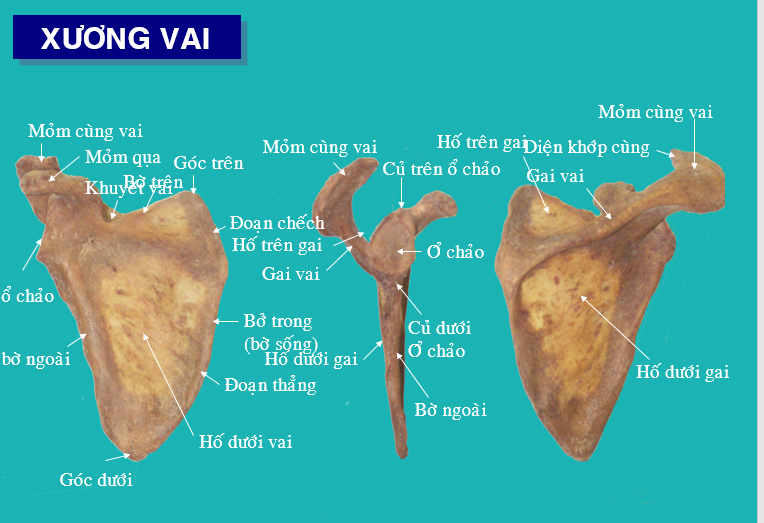 XƯƠNG VAI
Mỏm cùng vai
Mỏm cùng vai
Mỏm qụa
Góc trên
Khuyết vai
Bờ trên
Mỏm cùng vai
Củ trên ổ chảo
Hố trên gai
Diện khớp cùng
Gai vai
Đoạn chếch
Hố trên gai
Gai vai
Ơ chảo
ổ chảo
Bở trong
(bờ sống)
Củ dưới
Ơ chảo
bờ ngoài
Hố dưới gai
Đoạn thẳng
Hố dưới gai
Bờ ngoài
Hố dưới vai
Góc dưới